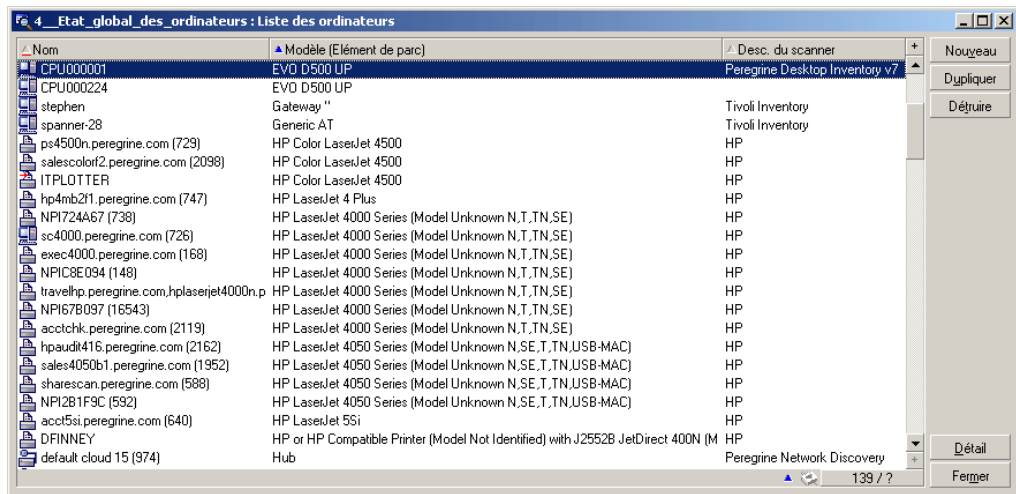 4__Etat_global_des_ordinateurs : Liste des ordinateurs
Nom Modèle (Elément de parc) Desc. du scanner + Nouveau
CPU000001 EVO D500 UP Peregrine Desktop Inventory v7
CPU000224 EVO D500 UP Dupliquer
stephen Gateway " Tivoli Inventory Détruire
spanner-28 Generic AT Tivoli Inventory
ps4500n.peregrine.com (729) HP Color LaserJet 4500 HP
salescolorf2.peregrine.com (2098) HP Color LaserJet 4500 HP
ITPLOTTER HP Color LaserJet 4500 HP
hp4mb2f1.peregrine.com (747) HP LaserJet 4 Plus HP
NPI724A67 (738) HP LaserJet 4000 Series (Model Unknown N,T,TN,SE) HP
sc4000.peregrine.com (726) HP LaserJet 4000 Series (Model Unknown N,T,TN,SE) HP
exec4000.peregrine.com (168) HP LaserJet 4000 Series (Model Unknown N,T,TN,SE) HP
NPIC8E094 (148) HP LaserJet 4000 Series (Model Unknown N,T,TN,SE) HP
travelhp.peregrine.com,hplaserjet4000n.p HP LaserJet 4000 Series (Model Unknown N,T,TN,SE) HP
NPI67B097 (16543) HP LaserJet 4000 Series (Model Unknown N,T,TN,SE) HP
acctchk.peregrine.com (2119) HP LaserJet 4000 Series (Model Unknown N,T,TN,SE) HP
hpaudit416.peregrine.com (2162) HP LaserJet 4050 Series (Model Unknown N,SE,T,TN,USB-MAC) HP
sales4050b1.peregrine.com (1952) HP LaserJet 4050 Series (Model Unknown N,SE,T,TN,USB-MAC) HP
sharescan.peregrine.com (588) HP LaserJet 4050 Series (Model Unknown N,SE,T,TN,USB-MAC) HP
NPI2B1F9C (592) HP LaserJet 4050 Series (Model Unknown N,SE,T,TN,USB-MAC) HP
acct5si.peregrine.com (640) HP LaserJet 5Si HP
DFINNEY HP or HP Compatible Printer (Model Not Identified) with J2552B JetDirect 400N (M HP
default cloud 15 (974) Hub Peregrine Network Discovery + Détail
139 / ? Fermer